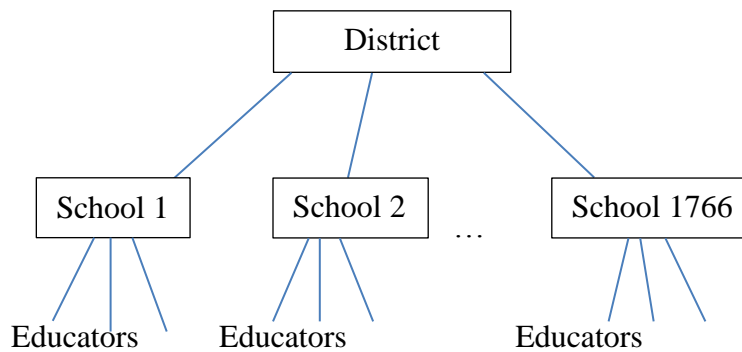 District
School 1
School 2
…
School 1766
Educators
Educators
Educators